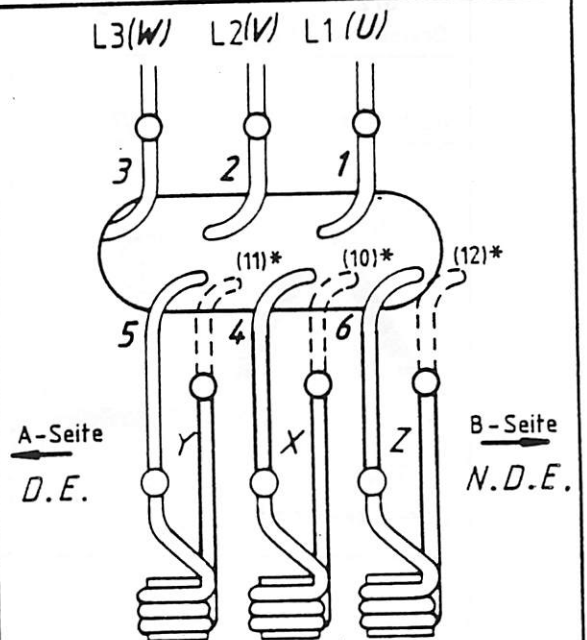 L3(W) L2(V) L1(U)
3 2 1
(11)* (10)* (12)*
5 4 6
A-Seite Y X Z B-Seite
D.E. N.D.E.